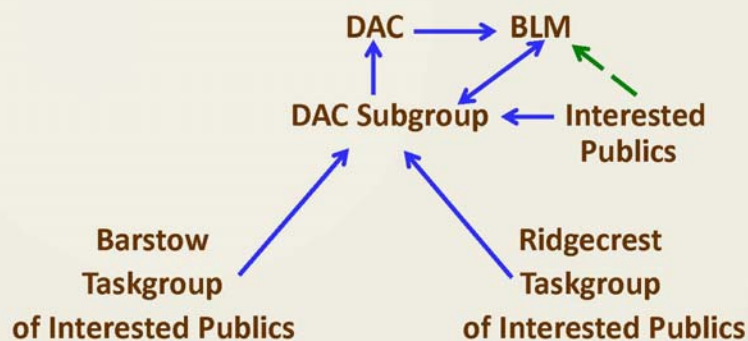 DAC BLM
DAC Subgroup Interested
Publics
Barstow Ridgecrest
Taskgroup Taskgroup
of Interested Publics of Interested Publics